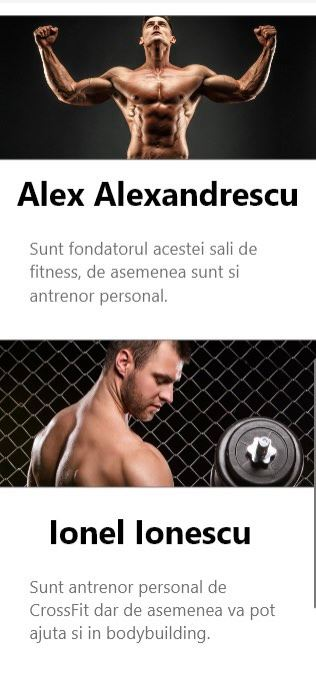 Alex Alexandrescu
Sunt fondatorul acestei sali de
fitness, de asemenea sunt si
antrenor personal.
Ionel Ionescu
Sunt antrenor personal de
CrossFit dar de asemenea va pot
ajuta si in bodybuilding.